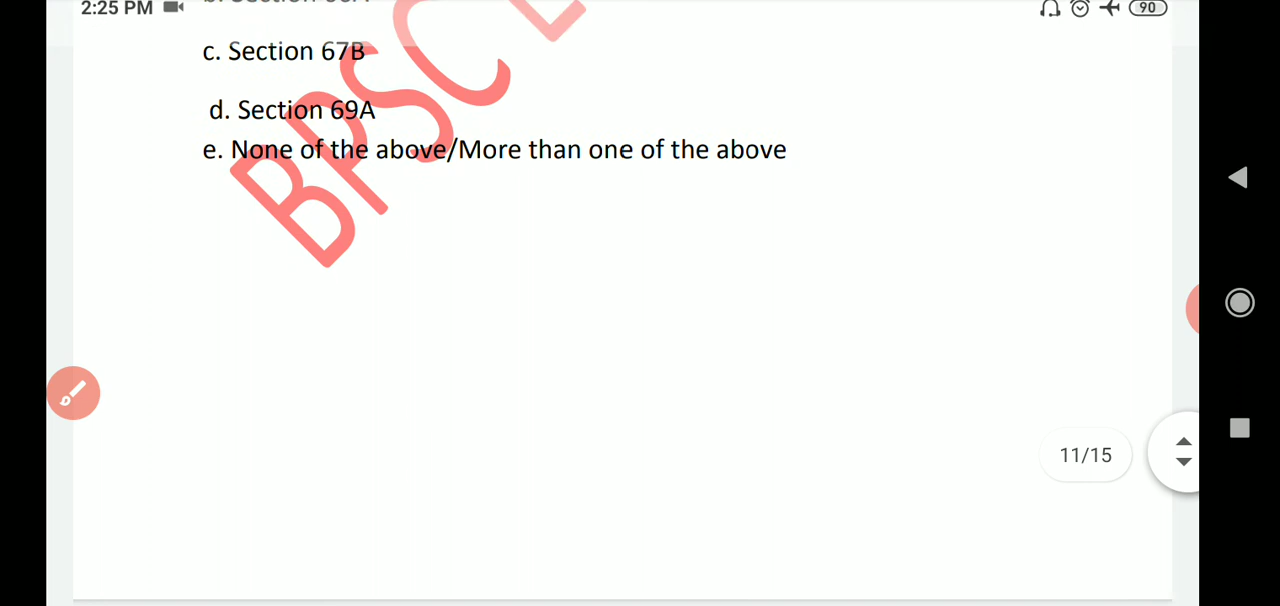 2:25 PM
90
c. Section 67B
d. Section 69A
e. None of the above/More than one of the above
BPSC
11/15